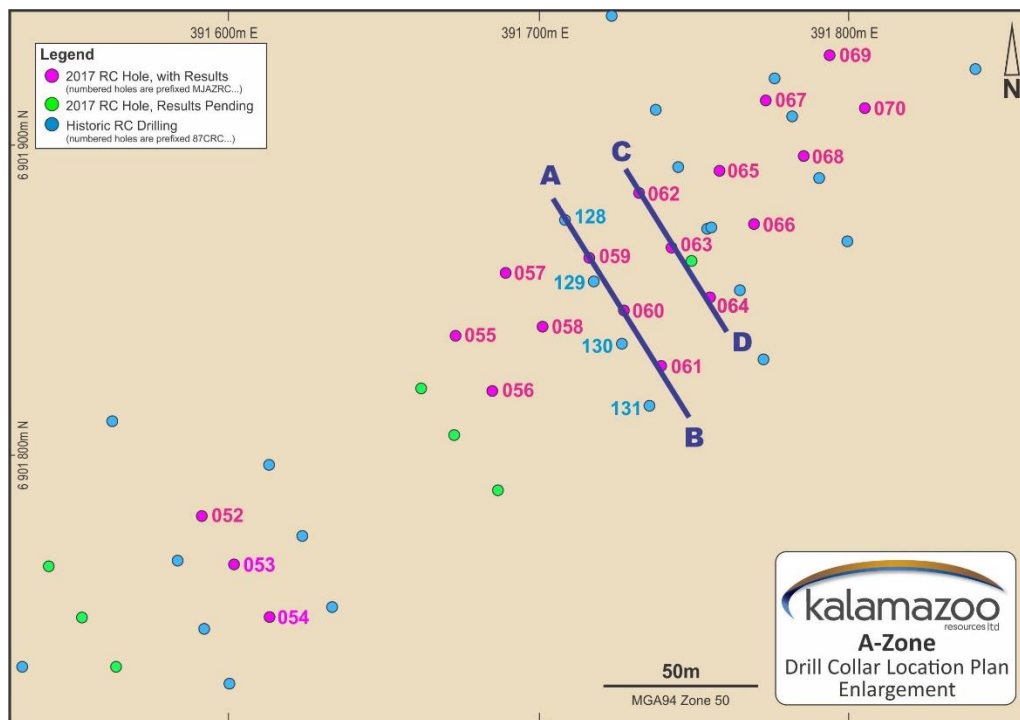 391 600m E
391 700m E
391 800m E
Legend
2017 RC Hole, with Results
(numbered holes are prefixed MJAZRC...)
2017 RC Hole, Results Pending
Historic RC Drilling
(numbered holes are prefixed 87CRC...)
N
6 901 900m N
6 901 800m N
069
067
070
068
C
065
A
062
128
066
063
059
057
129
064
060
058
055
130
D
061
056
131
B
052
053
054
50m
MGA94 Zone 50
kalamazoo
resources ltd
A-Zone
Drill Collar Location Plan
Enlargement